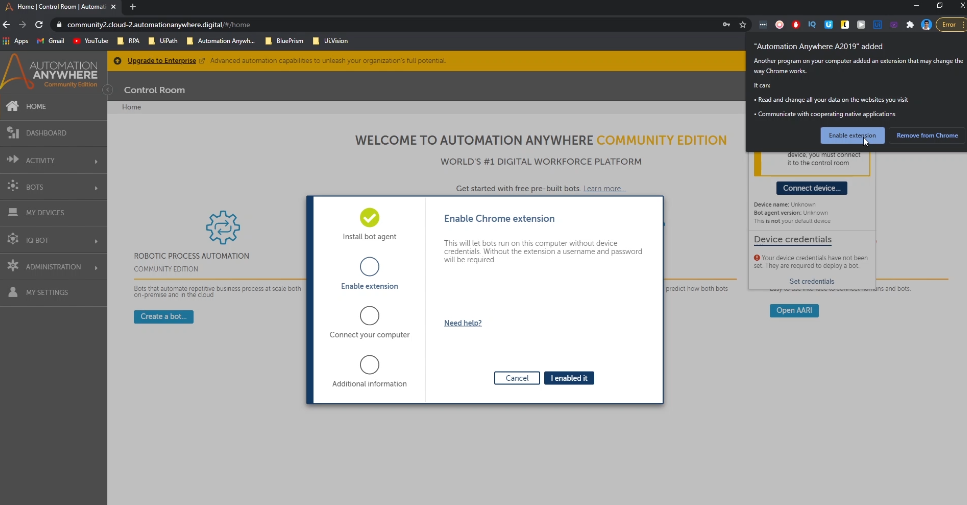 Home | Control Room | Automati
community2.cloud-2.automationanywhere.digital/#/home
Error
Apps
Gmail
YouTube
RPA
UiPath
Automation Anywh...
BluePrism
Ui.Vision
AUTOMATION
ANYWHERE
Community Edition
Upgrade to Enterprise
Advanced automation capabilities to unleash your organization's full potential.
Control Room
Home
HOME
DASHBOARD
ACTIVITY
BOTS
MY DEVICES
IQ BOT
ADMINISTRATION
MY SETTINGS
"Automation Anywhere A2019" added
Another program on your computer added an extension that may change the
way Chrome works.
It can:
• Read and change all your data on the websites you visit
• Communicate with cooperating native applications
Enable extension
Remove from Chrome
WELCOME TO AUTOMATION ANYWHERE COMMUNITY EDITION
WORLD'S #1 DIGITAL WORKFORCE PLATFORM
Get started with free pre-built bots. Learn more...
ROBOTIC PROCESS AUTOMATION
COMMUNITY EDITION
Bots that automate repetitive business process at scale both
on-premise and in the cloud
Create a bot...
Install bot agent
Enable extension
Connect your computer
Additional information
Enable Chrome extension
This will let bots run on this computer without device
credentials. Without the extension a username and password
will be required
Need help?
Cancel
I enabled it
predict how both bots
device, you must connect
it to the control room
Connect device...
Device name: Unknown
Bot agent version: Unknown
This is not your default device
Device credentials
Your device credentials have not been
set. They are required to deploy a bot.
Set credentials
Open AARI